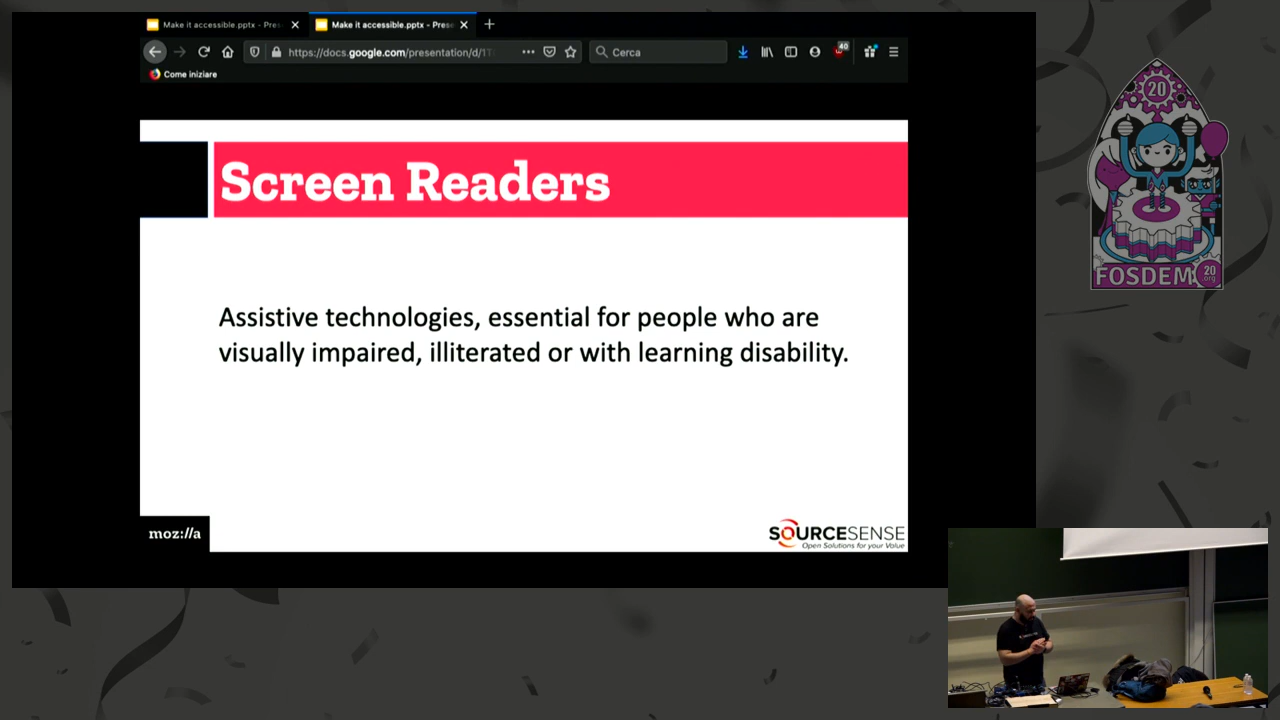 Make it accessible.pptx - Pres
Make it accessible.pptx - Prese
https://docs.google.com/presentation/d/1T
Cerca
40
Come iniziare
Screen Readers
Assistive technologies, essential for people who are
visually impaired, illiterated or with learning disability.
moz://a
SOURCESENSE
Open Solutions for your Value
20
FOSDEM
20
org